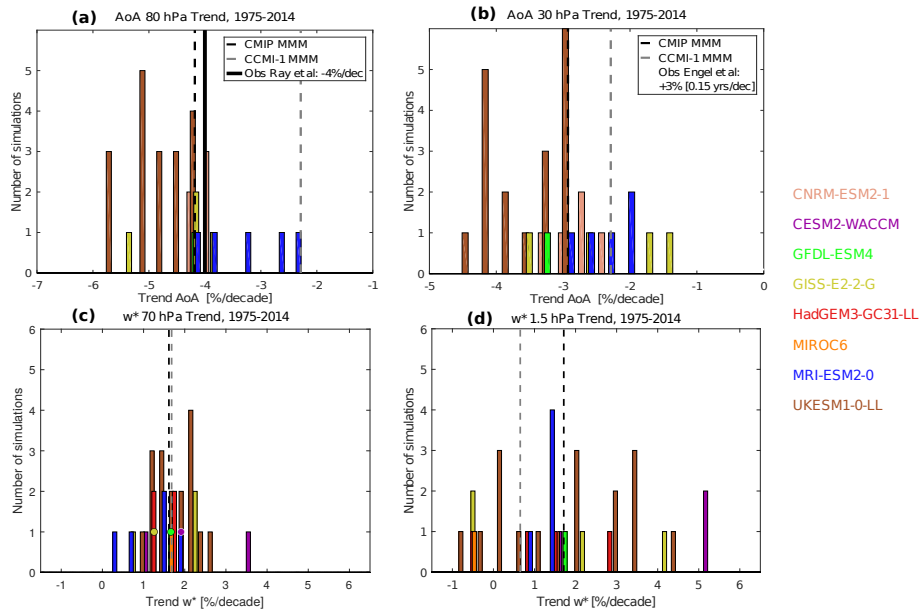 (a) AoA 80 hPa Trend, 1975-2014
CMIP MMM
CCMI-1 MMM
Obs Ray et al: -4%/dec
Number of simulations
0
1
2
3
4
5
-7 -6 -5 -4 -3 -2 -1
Trend AoA [%/decade]
(b) AoA 30 hPa Trend, 1975-2014
CMIP MMM
CCMI-1 MMM
Obs Engel et al:
+3% [0.15 yrs/dec]
Number of simulations
0
1
2
3
4
5
6
-5 -4 -3 -2 -1 0
Trend AoA [%/decade]
(c) w* 70 hPa Trend, 1975-2014
Number of simulations
0
1
2
3
4
5
6
-1 0 1 2 3 4 5 6
Trend w* [%/decade]
(d) w* 1.5 hPa Trend, 1975-2014
Number of simulations
0
1
2
3
4
5
6
-1 0 1 2 3 4 5 6
Trend w* [%/decade]
CNRM-ESM2-1
CESM2-WACCM
GFDL-ESM4
GISS-E2-2-G
HadGEM3-GC31-LL
MIROC6
MRI-ESM2-0
UKESM1-0-LL